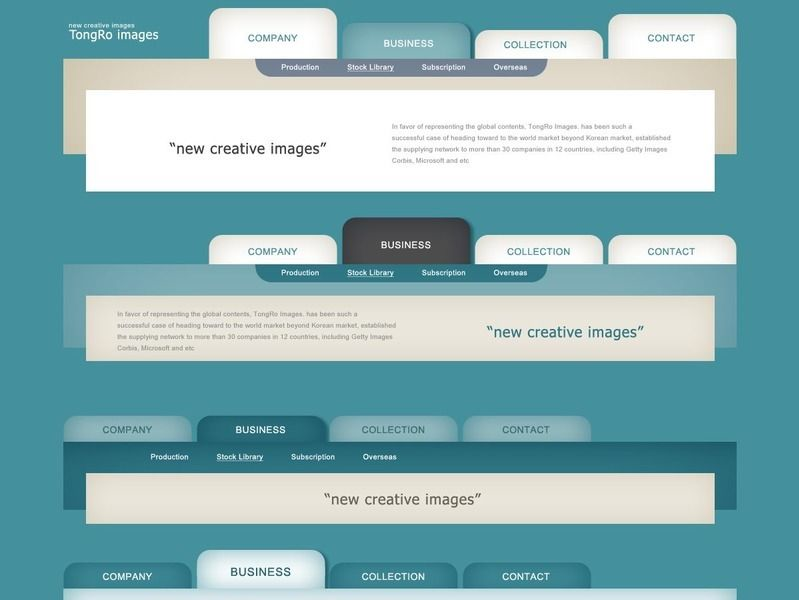 new creative images
TongRo images
COMPANY
BUSINESS
COLLECTION
CONTACT
Production
Stock Library
Subscription
Overseas
“new creative images”
In favor of representing the global contents, TongRo Images. has been such a
successful case of heading toward to the world market beyond Korean market, established
the supplying network to more than 30 companies in 12 countries, including Getty Images
Corbis, Microsoft and etc
COMPANY
BUSINESS
COLLECTION
CONTACT
Production
Stock Library
Subscription
Overseas
In favor of representing the global contents, TongRo Images. has been such a
successful case of heading toward to the world market beyond Korean market, established
the supplying network to more than 30 companies in 12 countries, including Getty Images
Corbis, Microsoft and etc
“new creative images”
COMPANY
BUSINESS
COLLECTION
CONTACT
Production
Stock Library
Subscription
Overseas
“new creative images”
COMPANY
BUSINESS
COLLECTION
CONTACT